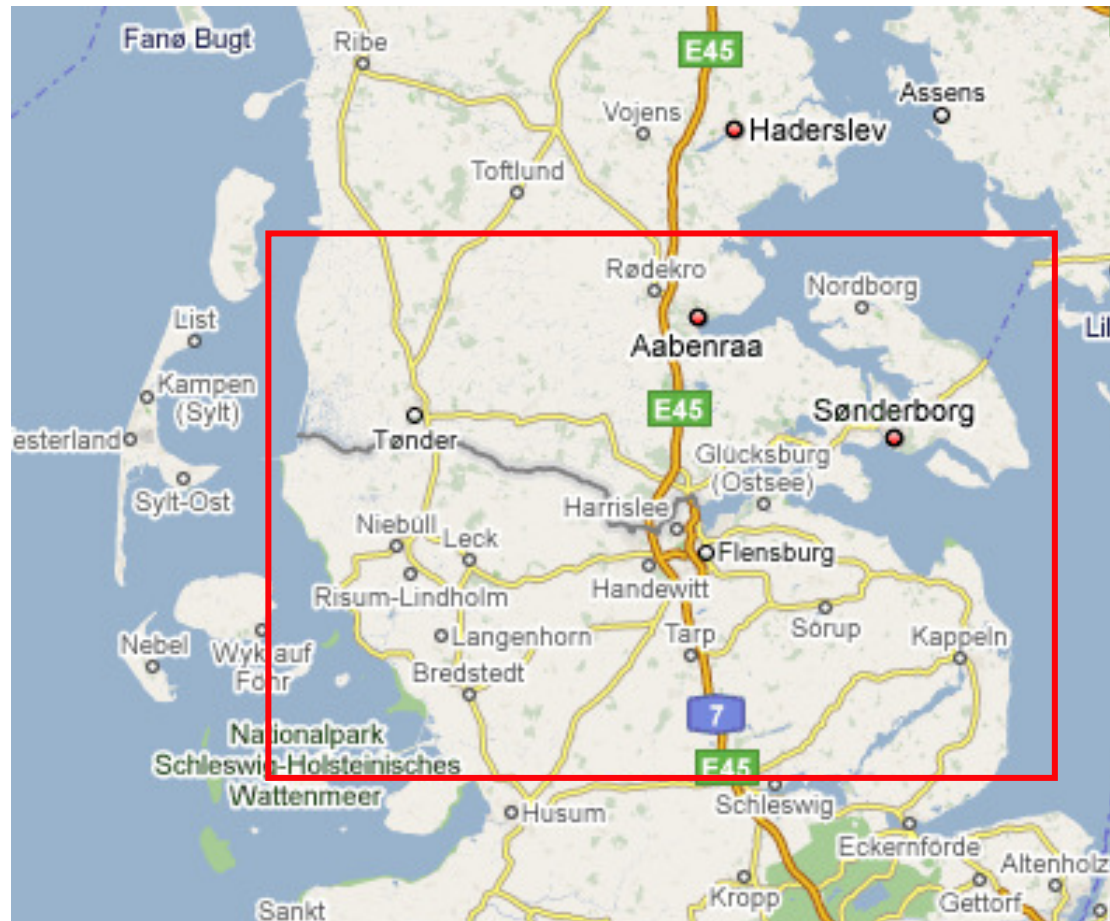 Fanø Bugt
Ribe
E45
Assens
Vojens
Haderslev
Toftlund
Rødekro
Nordborg
List
Aabenraa
Kampen
(Sylt)
E45
Sønderborg
esterland
Tønder
Glücksburg
(Ostsee)
Sylt-Ost
Harrislee
Niebüll
Leck
Flensburg
Handewitt
Risum-Lindholm
Langenhorn
Tarp
Sörup
Kappeln
Nebel
Wyk auf
Föhr
Bredstedt
7
Nationalpark
Schleswig-Holsteinisches
Wattenmeer
E45
Schleswig
Husum
Eckernförde
Altenholz
Kropp
Gettorf
Sankt